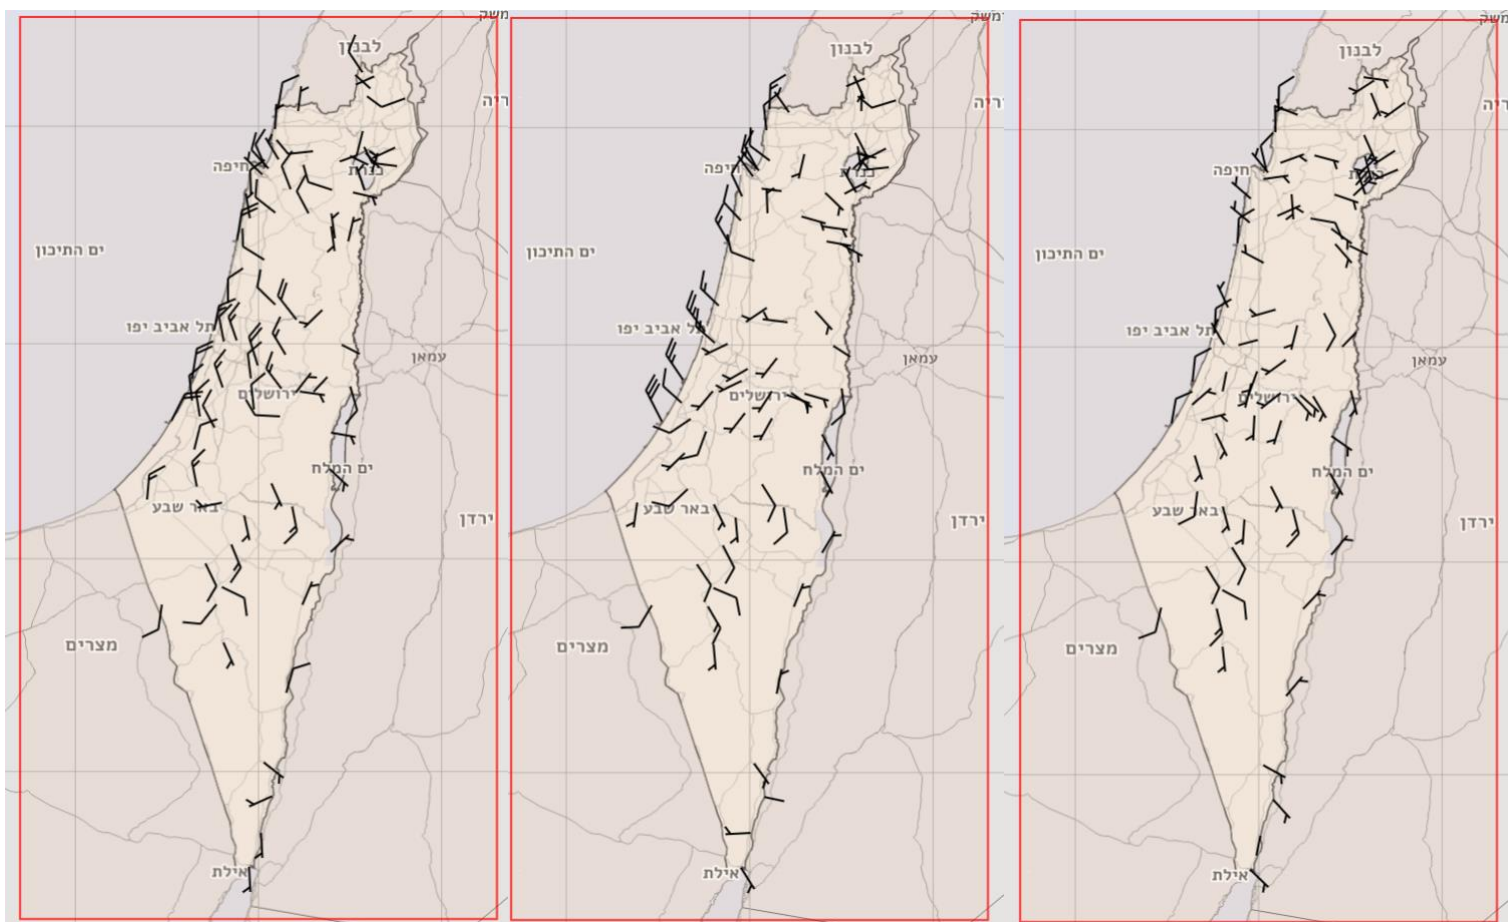 משק
לבנון
ריה
חיפה
כנרת
ים התיכון
תל אביב יפו
עמאן
ירושלים
ים המלח
באר שבע
ירדן
מצרים
אילת
משק
לבנון
ריה
חיפה
כנרת
ים התיכון
תל אביב יפו
עמאן
ירושלים
ים המלח
באר שבע
ירדן
מצרים
אילת
משק
לבנון
ריה
חיפה
ים התיכון
תל אביב יפו
עמאן
ירושלים
ים המלח
באר שבע
ירדן
מצרים
אילת